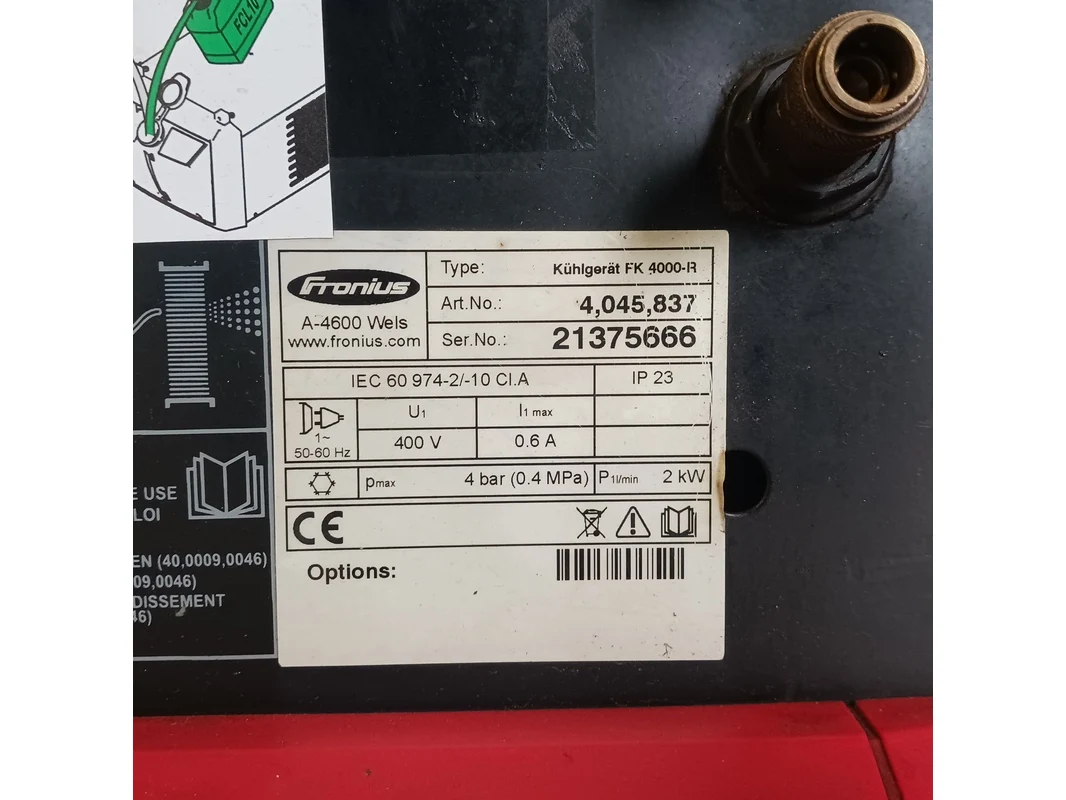 FCL10
Fronius
A-4600 Wels
www.fronius.com
Type: Kühlgerät FK 4000-R
Art.No.: 4,045,837
Ser.No.: 21375666
IEC 60 974-2/-10 Cl.A IP 23
1~
50-60 Hz
U1 I1 max
400 V 0.6 A
pmax 4 bar (0.4 MPa) P1l/min 2 kW
CE
Options:
E USE
LOI
EN (40,0009,0046)
09,0046)
DISSEMENT
46)